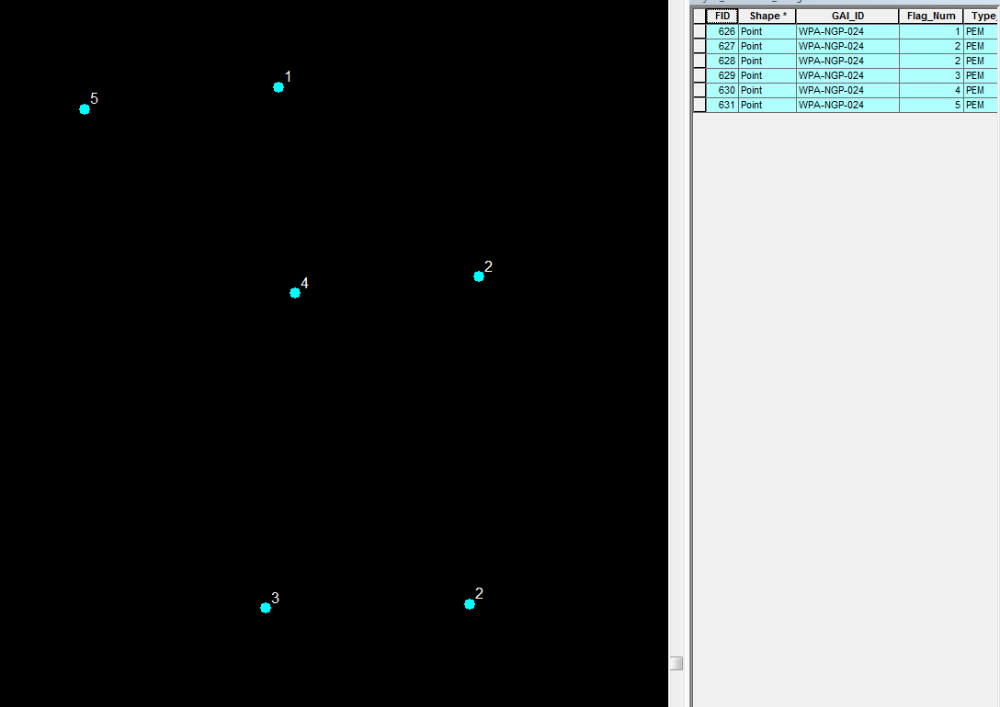 5
1
4
2
3
2
FID Shape * GAI_ID Flag_Num Type_
626 Point WPA-NGP-024 1 PEM
627 Point WPA-NGP-024 2 PEM
628 Point WPA-NGP-024 2 PEM
629 Point WPA-NGP-024 3 PEM
630 Point WPA-NGP-024 4 PEM
631 Point WPA-NGP-024 5 PEM